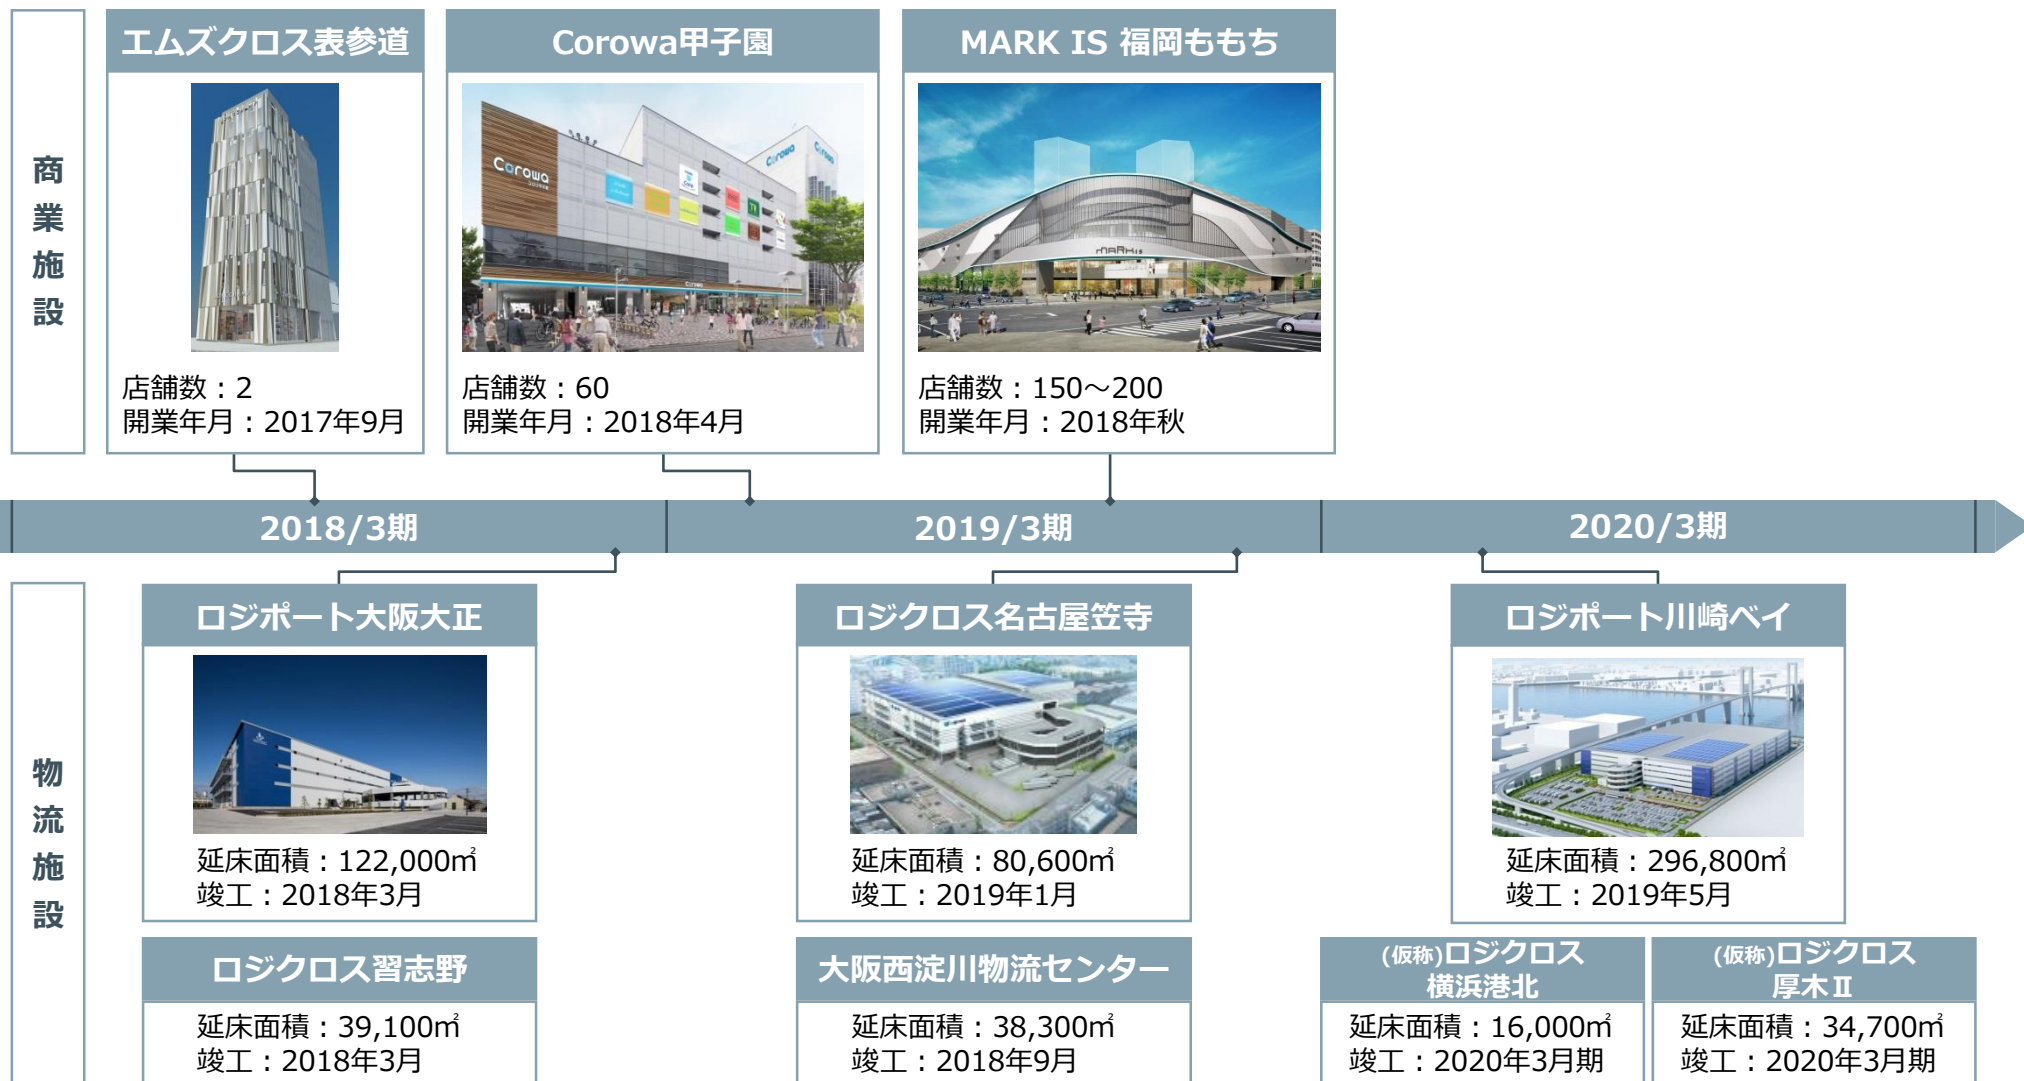 商業施設
エムズクロス表参道
店舗数：2
開業年月：2017年9月
Corowa甲子園
Corowa
Corowa
Corowa
Corowa
店舗数：60
開業年月：2018年4月
MARK IS 福岡ももち
MARK IS
店舗数：150～200
開業年月：2018年秋
2018/3期
2019/3期
2020/3期
物流施設
ロジポート大阪大正
延床面積：122,000㎡
竣工：2018年3月
ロジクロス名古屋笠寺
延床面積：80,600㎡
竣工：2019年1月
ロジポート川崎ベイ
延床面積：296,800㎡
竣工：2019年5月
ロジクロス習志野
延床面積：39,100㎡
竣工：2018年3月
大阪西淀川物流センター
延床面積：38,300㎡
竣工：2018年9月
(仮称)ロジクロス
横浜港北
延床面積：16,000㎡
竣工：2020年3月期
(仮称)ロジクロス
厚木Ⅱ
延床面積：34,700㎡
竣工：2020年3月期